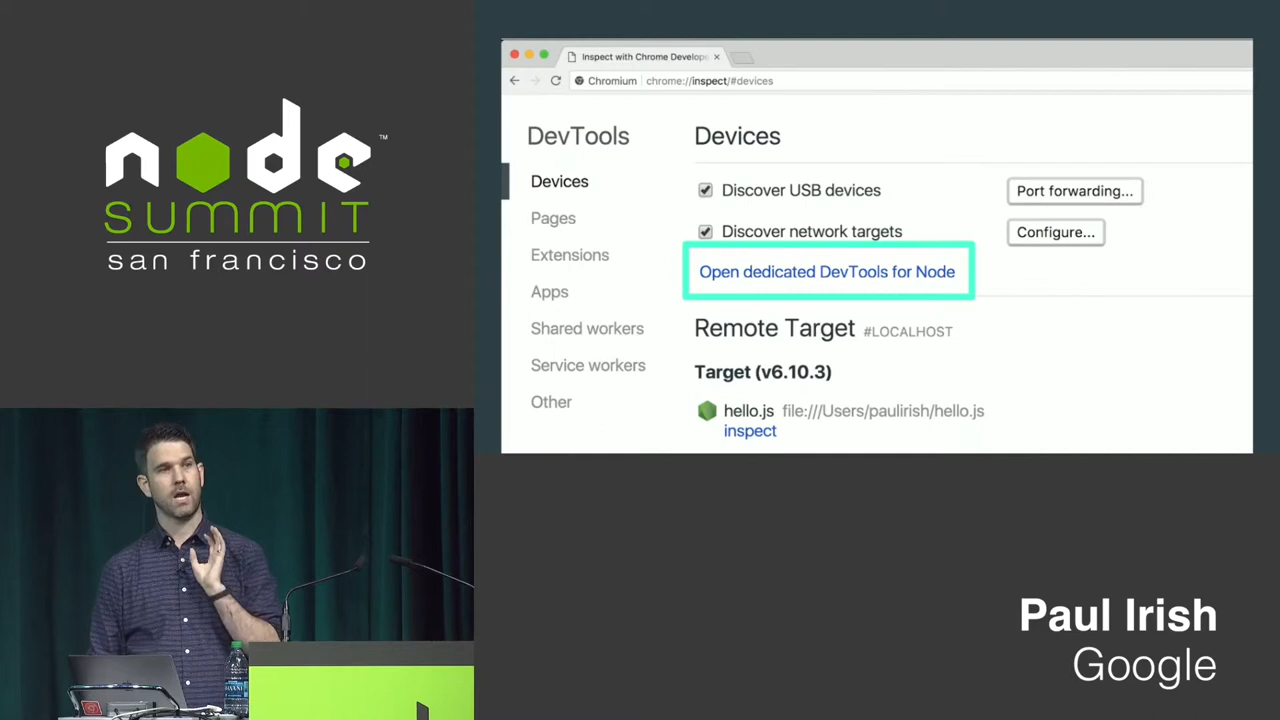 node™
SUMMIT
san francisco
Inspect with Chrome Develop
Chromium chrome://inspect/#devices
DevTools
Devices
Pages
Extensions
Apps
Shared workers
Service workers
Other
Devices
Discover USB devices
Port forwarding...
Discover network targets
Configure...
Open dedicated DevTools for Node
Remote Target #LOCALHOST
Target (v6.10.3)
hello.js file:///Users/paulirish/hello.js
inspect
Paul Irish
Google